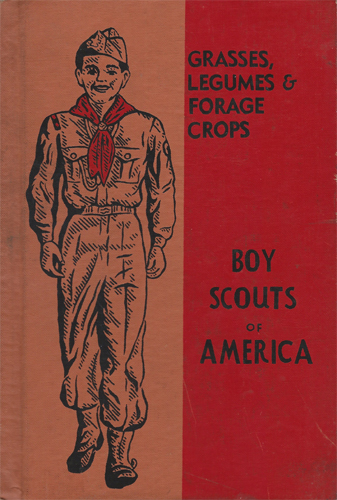 GRASSES,
LEGUMES &
FORAGE
CROPS
BOY
SCOUTS
OF
AMERICA